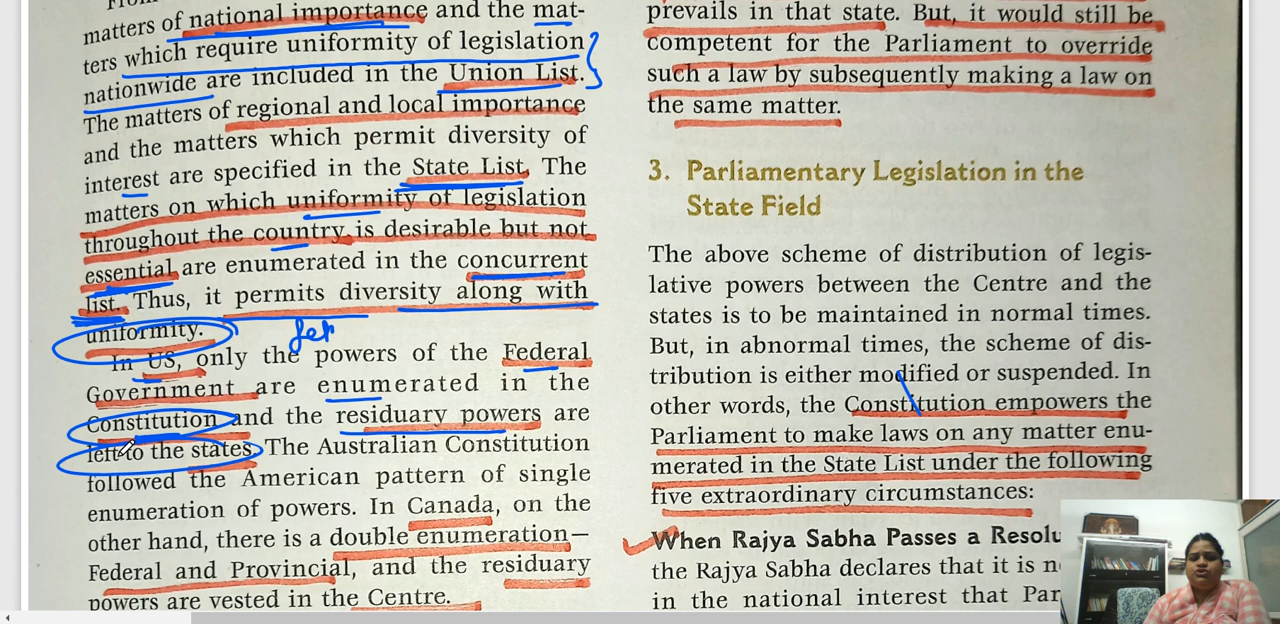 matters of national importance and the mat-
ters which require uniformity of legislation
nationwide are included in the Union List.
The matters of regional and local importance
and the matters which permit diversity of
interest are specified in the State List. The
matters on which uniformity of legislation
throughout the country is desirable but not
essential are enumerated in the concurrent
list. Thus, it permits diversity along with
uniformity.
In US, only the powers of the Federal
Government are enumerated in the
Constitution and the residuary powers are
left to the states. The Australian Constitution
followed the American pattern of single
enumeration of powers. In Canada, on the
other hand, there is a double enumeration—
Federal and Provincial, and the residuary
powers are vested in the Centre.
prevails in that state. But, it would still be
competent for the Parliament to override
such a law by subsequently making a law on
the same matter.
3. Parliamentary Legislation in the
State Field
The above scheme of distribution of legis-
lative powers between the Centre and the
states is to be maintained in normal times.
But, in abnormal times, the scheme of dis-
tribution is either modified or suspended. In
other words, the Constitution empowers the
Parliament to make laws on any matter enu-
merated in the State List under the following
five extraordinary circumstances:
When Rajya Sabha Passes a Resolu
the Rajya Sabha declares that it is n
in the national interest that Par